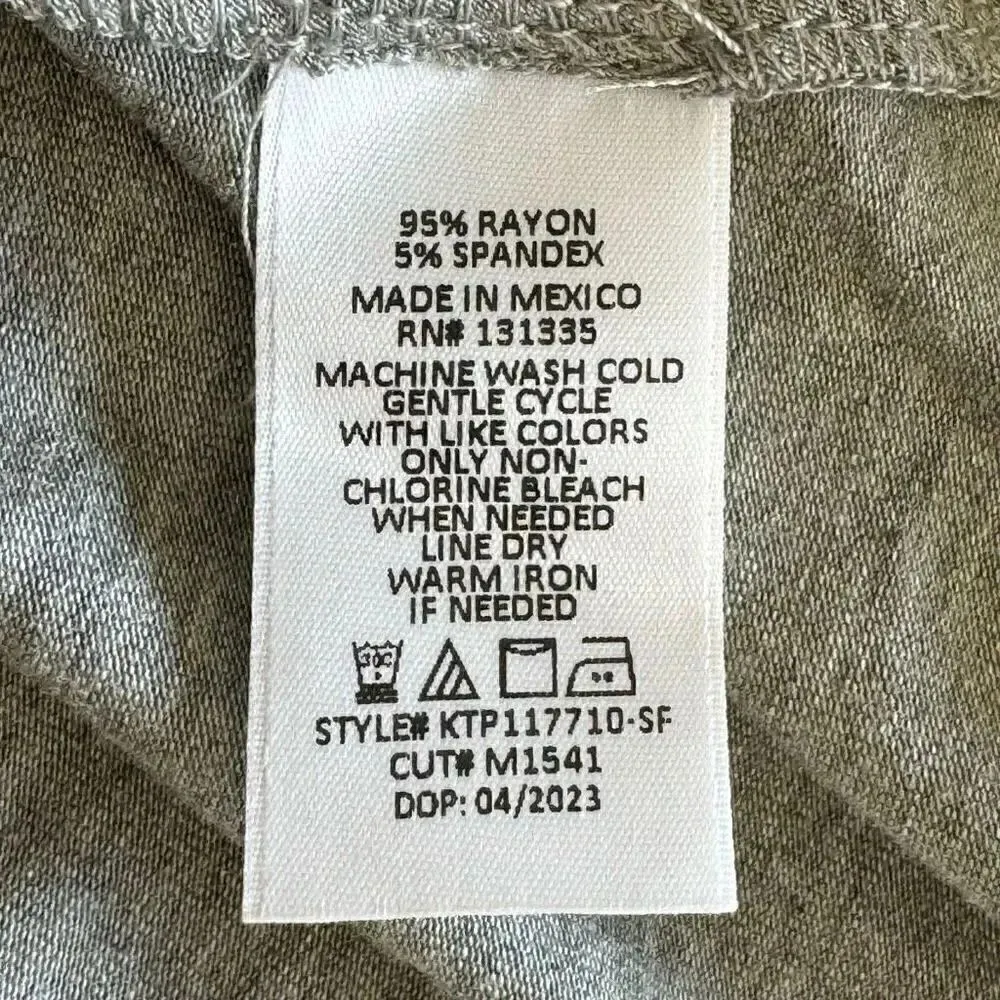 95% RAYON
5% SPANDEX
MADE IN MEXICO
RN# 131335
MACHINE WASH COLD
GENTLE CYCLE
WITH LIKE COLORS
ONLY NON-
CHLORINE BLEACH
WHEN NEEDED
LINE DRY
WARM IRON
IF NEEDED
30C
STYLE# KTP117710-SF
CUT# M1541
DOP: 04/2023